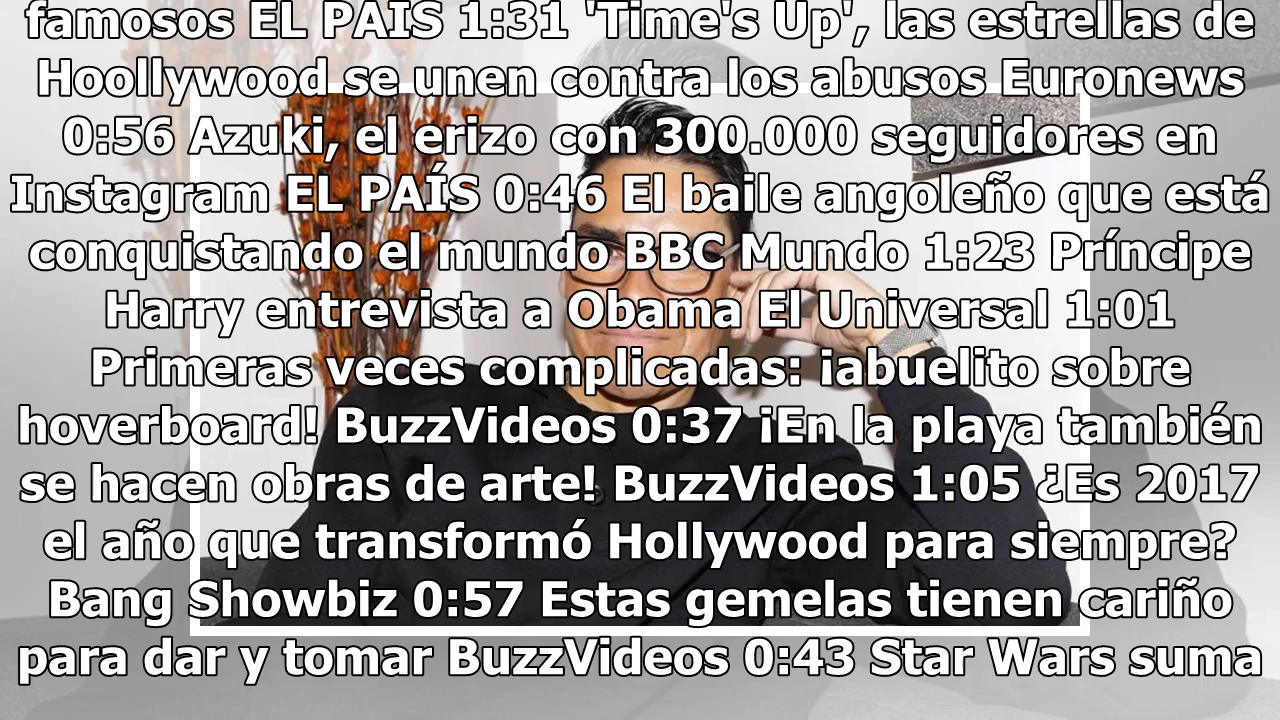 famosos EL PAÍS 1:31 'Time's Up', las estrellas de
Hoollywood se unen contra los abusos Euronews
0:56 Azuki, el erizo con 300.000 seguidores en
Instagram EL PAÍS 0:46 El baile angoleño que está
conquistando el mundo BBC Mundo 1:23 Príncipe
Harry entrevista a Obama El Universal 1:01
Primeras veces complicadas: ¡abuelito sobre
hoverboard! BuzzVideos 0:37 ¡En la playa también
se hacen obras de arte! BuzzVideos 1:05 ¿Es 2017
el año que transformó Hollywood para siempre?
Bang Showbiz 0:57 Estas gemelas tienen cariño
para dar y tomar BuzzVideos 0:43 Star Wars suma